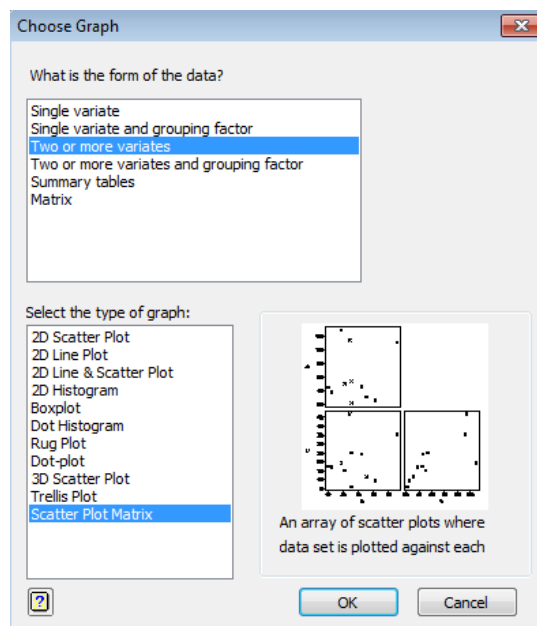 Choose Graph
What is the form of the data?
Single variate
Single variate and grouping factor
Two or more variates
Two or more variates and grouping factor
Summary tables
Matrix
Select the type of graph:
2D Scatter Plot
2D Line Plot
2D Line & Scatter Plot
2D Histogram
Boxplot
Dot Histogram
Rug Plot
Dot-plot
3D Scatter Plot
Trellis Plot
Scatter Plot Matrix
An array of scatter plots where
data set is plotted against each
?
OK
Cancel